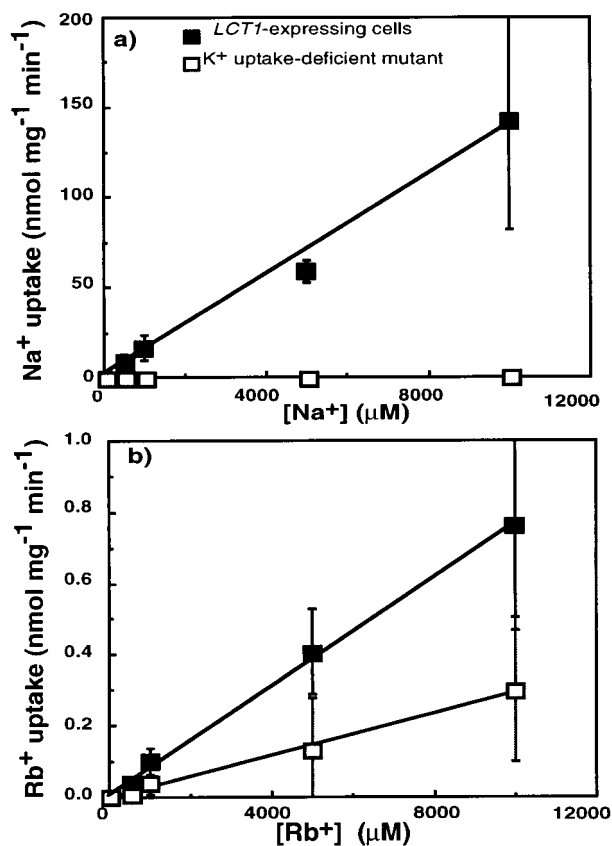 a)
LCT1-expressing cells
K+ uptake-deficient mutant
Na+ uptake (nmol mg-1 min-1)
200
150
100
50
0
0 4000 8000 12000
[Na+] (µM)
b)
Rb+ uptake (nmol mg-1 min-1)
1.0
0.8
0.6
0.4
0.2
0.0
0 4000 8000 12000
[Rb+] (µM)